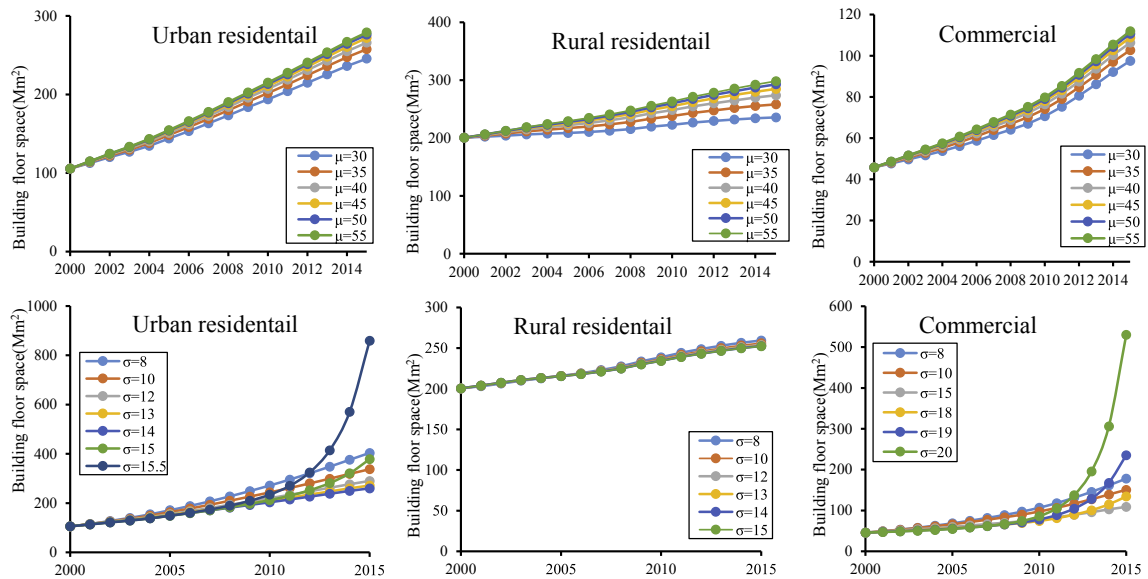 Urban residentail
Building floor space(Mm²)
300
200
100
0
μ=30
μ=35
μ=40
μ=45
μ=50
μ=55
2000 2002 2004 2006 2008 2010 2012 2014
Rural residentail
Building floor space(Mm²)
400
300
200
100
0
μ=30
μ=35
μ=40
μ=45
μ=50
μ=55
2000 2002 2004 2006 2008 2010 2012 2014
Commercial
Building floor space(Mm²)
120
100
80
60
40
20
0
μ=30
μ=35
μ=40
μ=45
μ=50
μ=55
2000 2002 2004 2006 2008 2010 2012 2014
Urban residentail
Building floor space(Mm²)
1000
800
600
400
200
0
σ=8
σ=10
σ=12
σ=13
σ=14
σ=15
σ=15.5
2000 2005 2010 2015
Rural residentail
Building floor space(Mm²)
300
250
200
150
100
50
0
σ=8
σ=10
σ=12
σ=13
σ=14
σ=15
2000 2005 2010 2015
Commercial
Building floor space(Mm²)
600
500
400
300
200
100
0
σ=8
σ=10
σ=15
σ=18
σ=19
σ=20
2000 2005 2010 2015